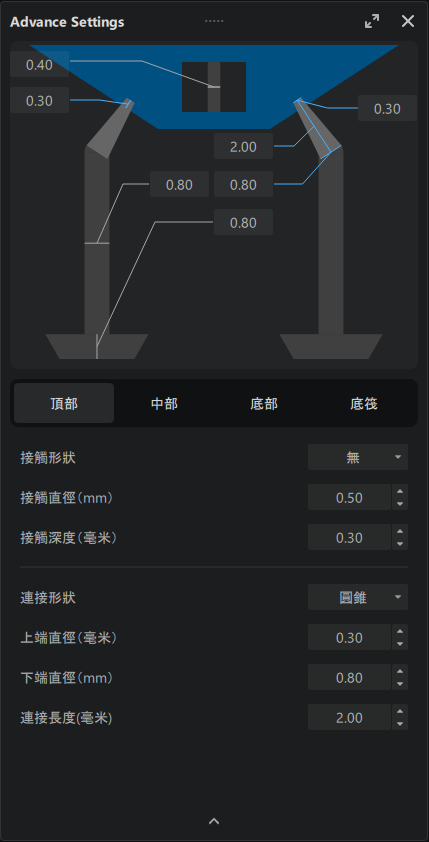 Advance Settings
0.40
0.30
0.30
2.00
0.80
0.80
0.80
頂部
中部
底部
底筏
接觸形狀
無
接觸直徑(mm)
0.50
接觸深度(毫米)
0.30
連接形狀
圓錐
上端直徑(毫米)
0.30
下端直徑(mm)
0.80
連接長度(毫米)
2.00